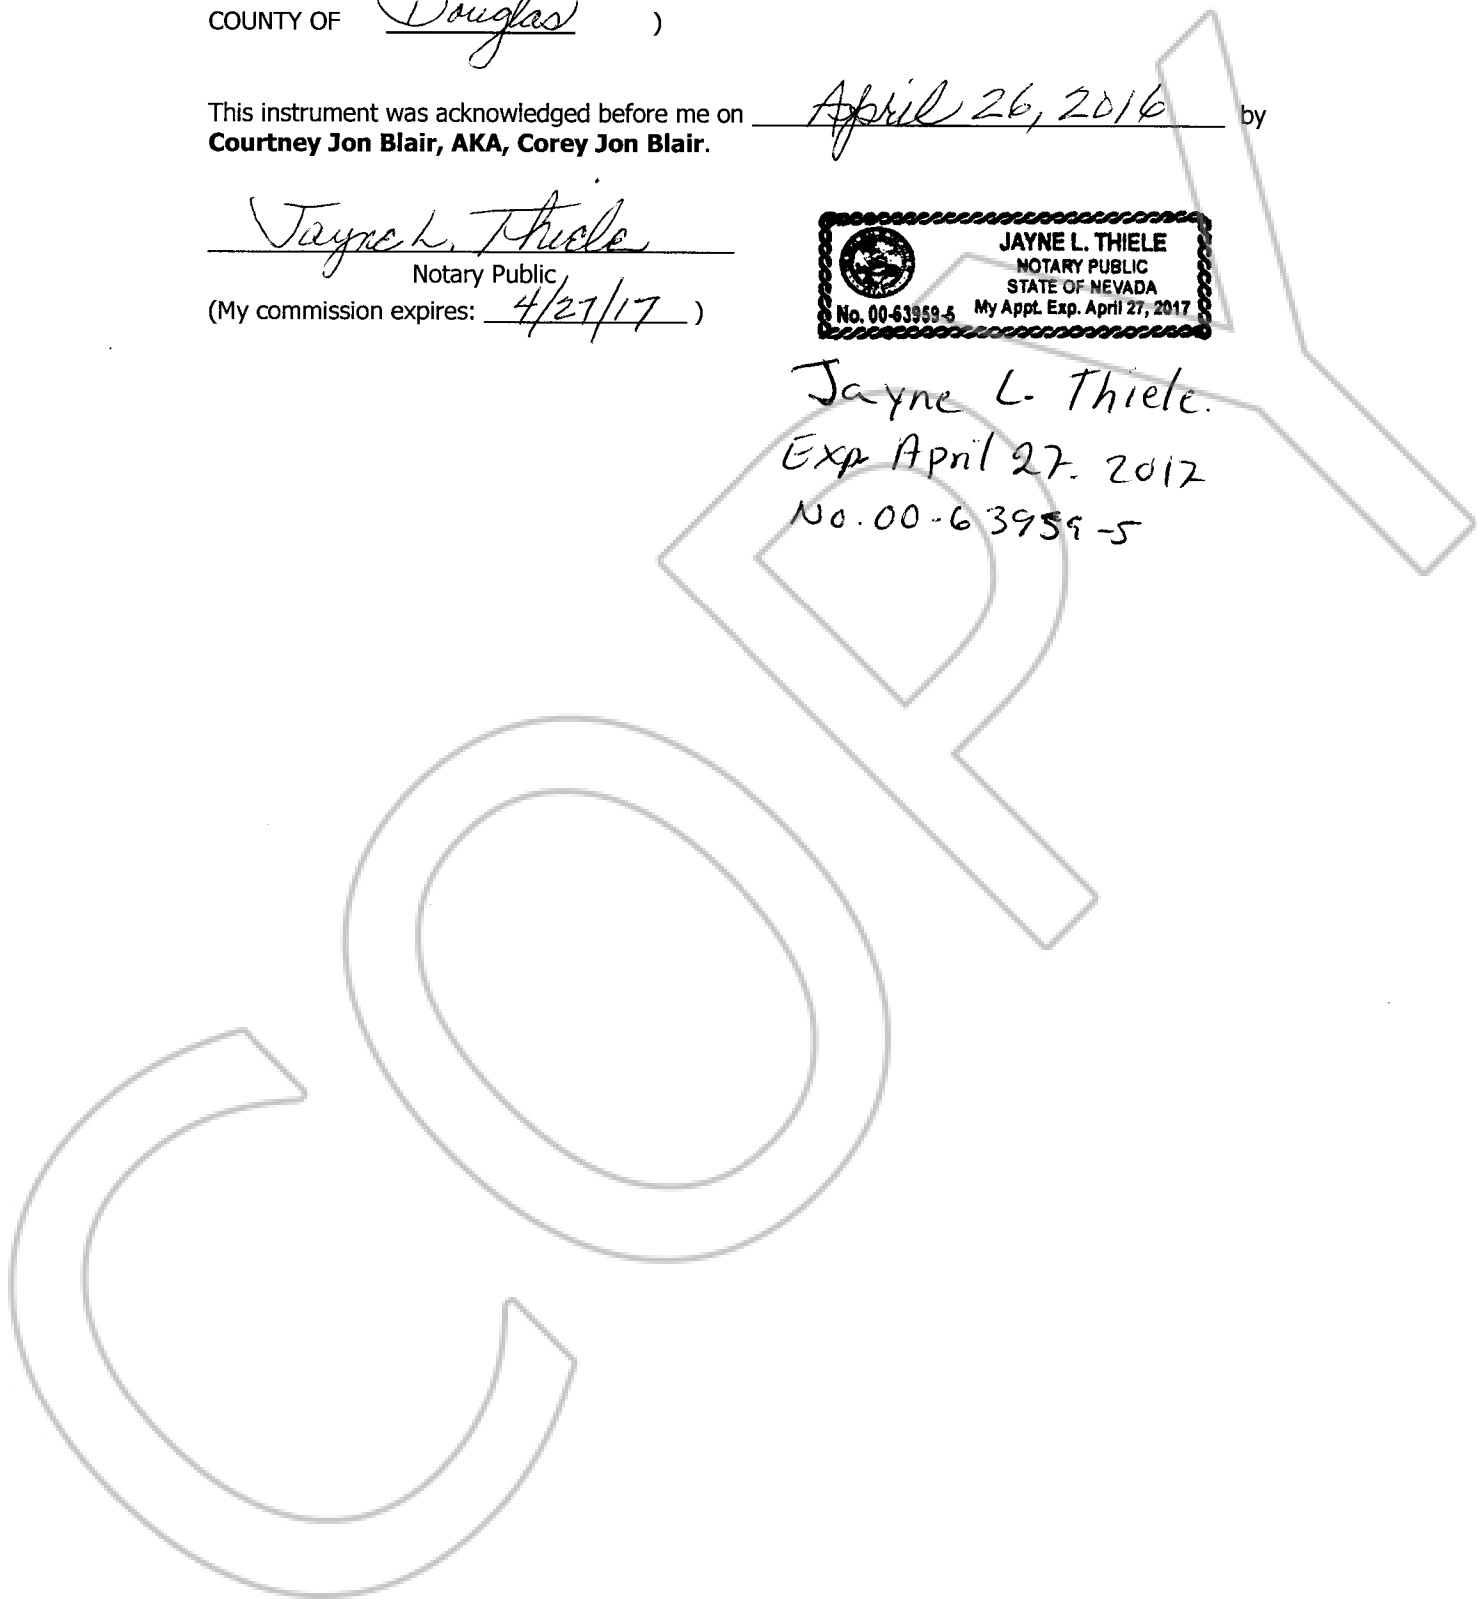 COUNTY OF Douglas )
This instrument was acknowledged before me on April 26, 2016 by
Courtney Jon Blair, AKA, Corey Jon Blair.
Jayne L. Thiele
Notary Public
(My commission expires: 4/27/17 )
JAYNE L. THIELE
NOTARY PUBLIC
STATE OF NEVADA
No. 00-63959-5 My Appt. Exp. April 27, 2017
Jayne L. Thiele.
Exp April 27. 2017
No. 00-63959-5
COPY